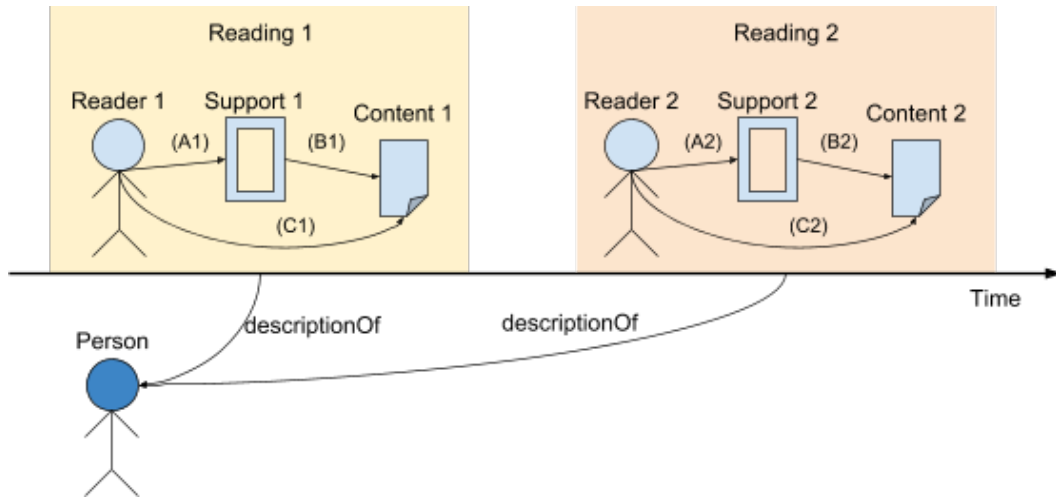 Reading 1
Reader 1
Support 1
Content 1
(A1)
(B1)
(C1)
Reading 2
Reader 2
Support 2
Content 2
(A2)
(B2)
(C2)
Time
descriptionOf
descriptionOf
Person